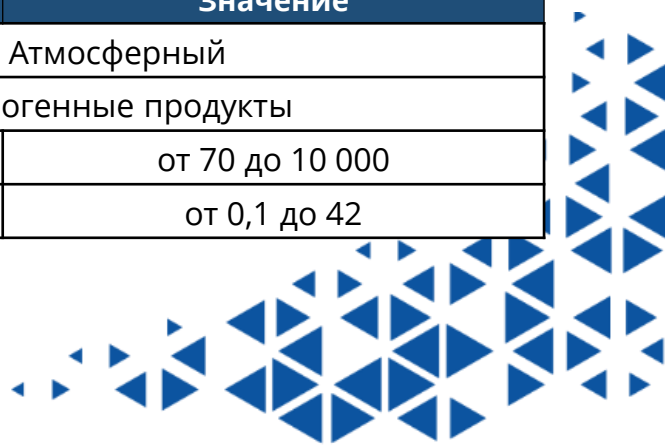 Значение
Атмосферный
огенные продукты
от 70 до 10 000
от 0,1 до 42